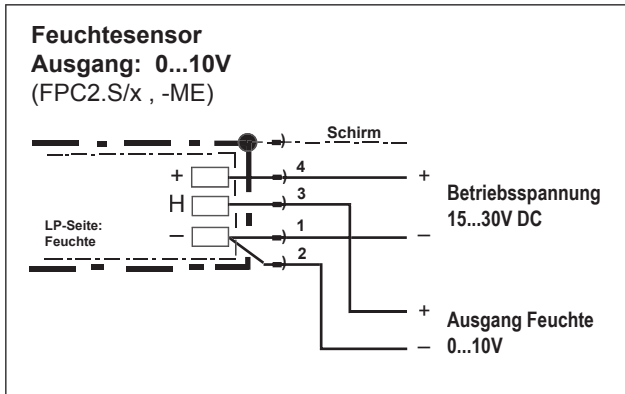 Feuchtesensor
Ausgang: 0...10V
(FPC2.S/x , -ME)
Schirm
+ 4 +
H 3
LP-Seite:
Feuchte
– 1 –
2
Betriebsspannung
15...30V DC
+
–
Ausgang Feuchte
0...10V